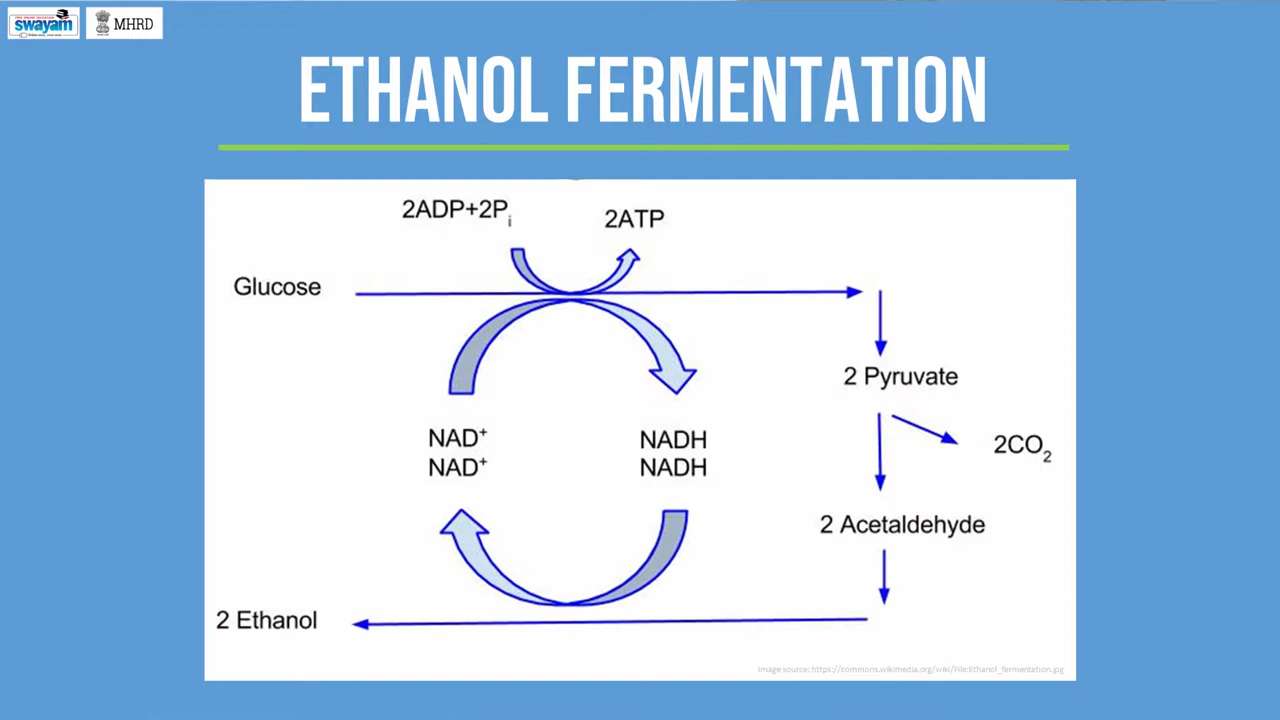 swayam
MHRD
ETHANOL FERMENTATION
2ADP+2Pi
2ATP
Glucose
2 Pyruvate
NAD⁺
NAD⁺
NADH
NADH
2CO₂
2 Acetaldehyde
2 Ethanol
Image source: https://commons.wikimedia.org/wiki/File:Ethanol_fermentation.jpg